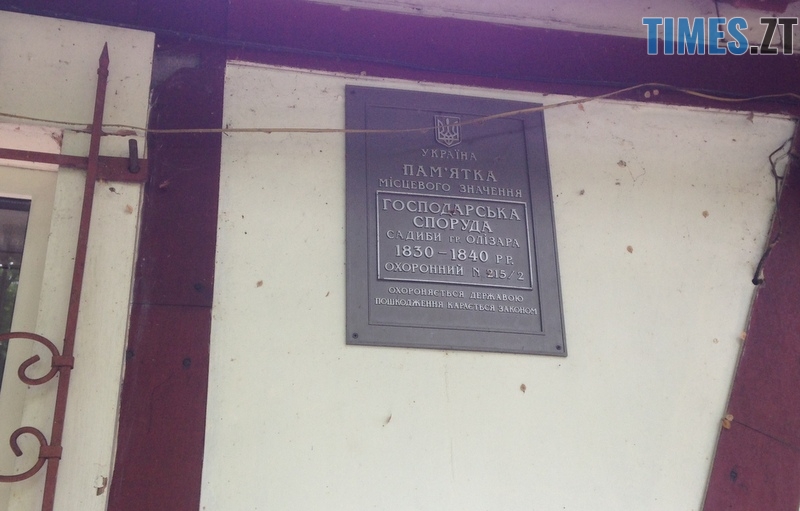 TIMES.ZT
УКРАЇНА
ПАМ'ЯТКА
МІСЦЕВОГО ЗНАЧЕННЯ
ГОСПОДАРСЬКА
СПОРУДА
САДИБИ ГР. ОЛІЗАРА
1830 - 1840 Р.Р.
ОХОРОННИЙ N 215/2
ОХОРОНЯЄТЬСЯ ДЕРЖАВОЮ
ПОШКОДЖЕННЯ КАРАЄТЬСЯ ЗАКОНОМ